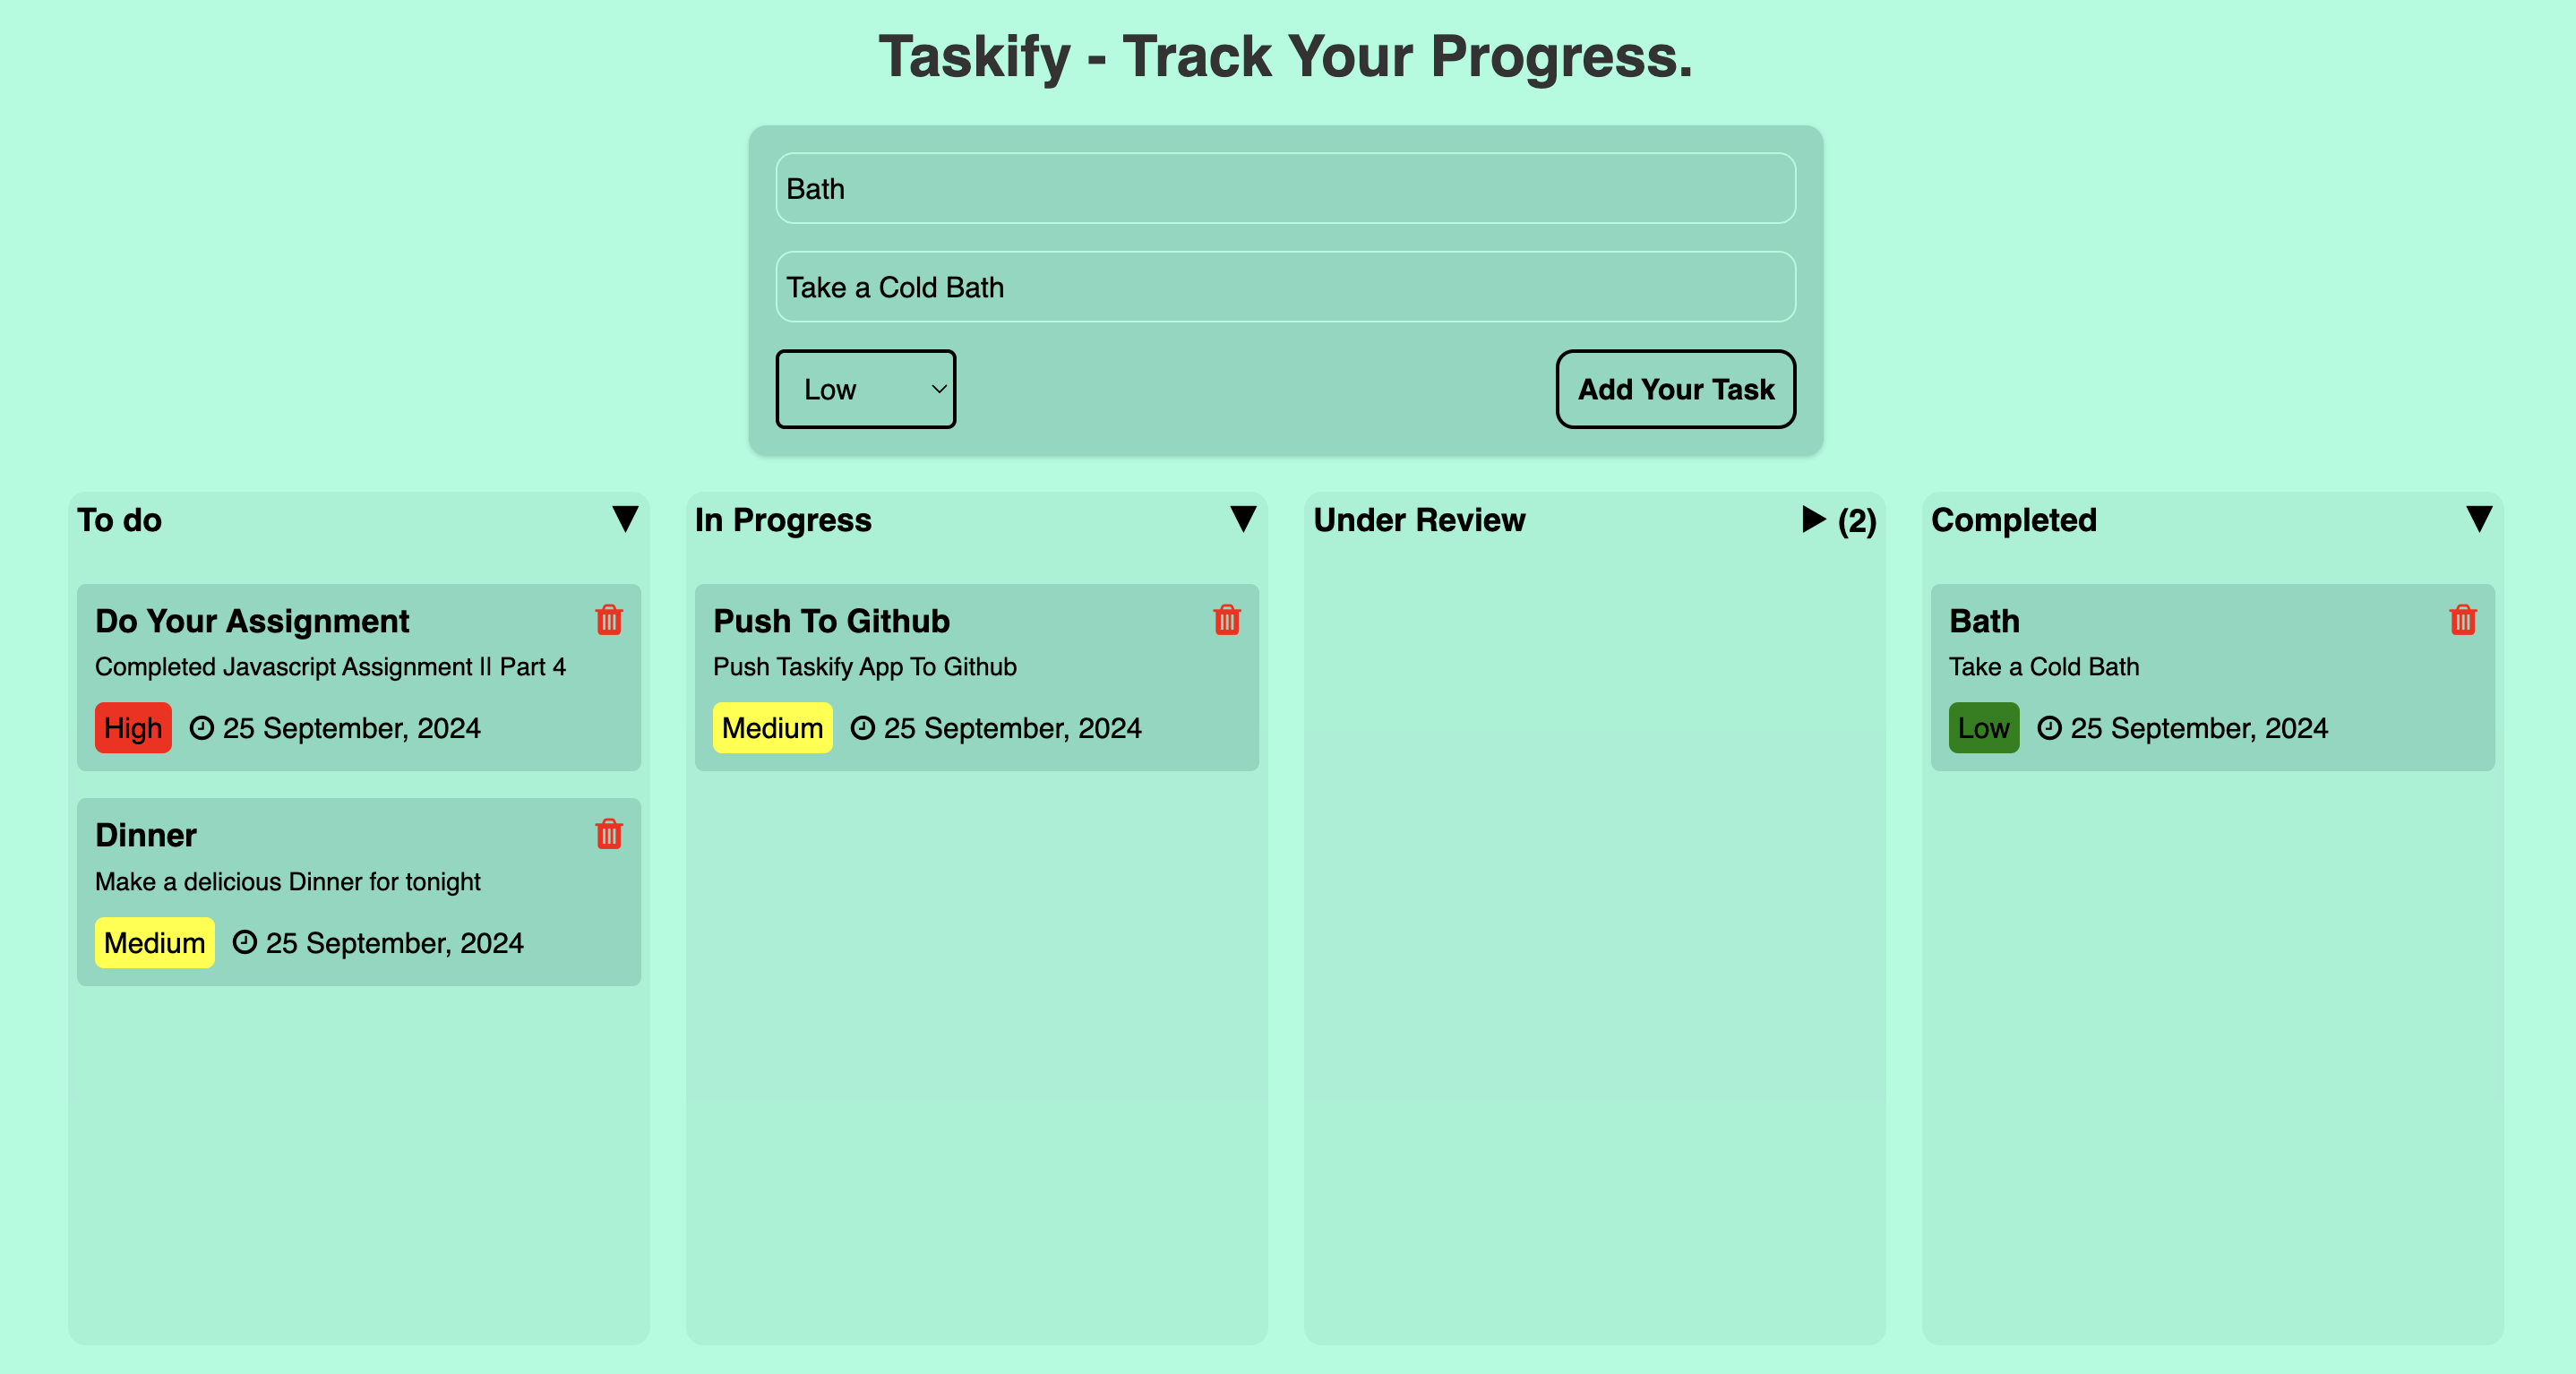 Taskify - Track Your Progress.
Bath
Take a Cold Bath
Low
Add Your Task
To do
Do Your Assignment
Completed Javascript Assignment || Part 4
High 25 September, 2024
Dinner
Make a delicious Dinner for tonight
Medium 25 September, 2024
In Progress
Push To Github
Push Taskify App To Github
Medium 25 September, 2024
Under Review (2)
Completed
Bath
Take a Cold Bath
Low 25 September, 2024